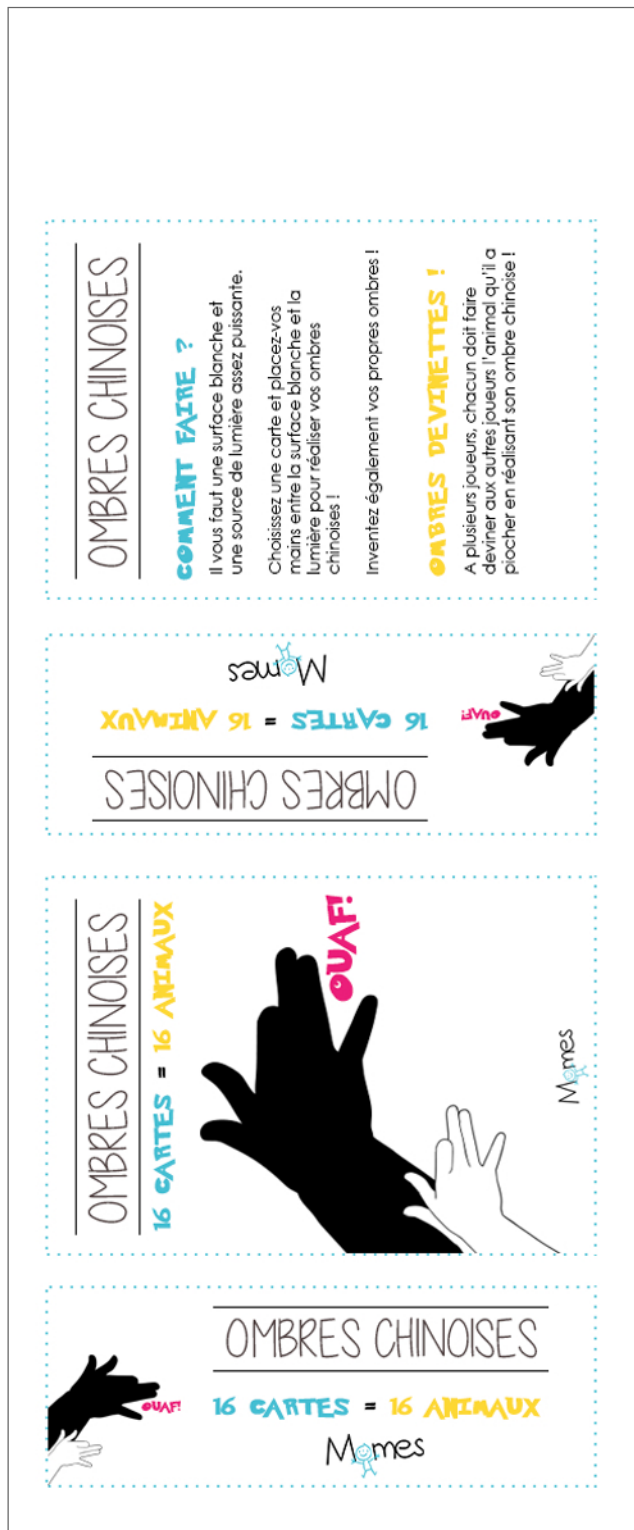 OMBRES CHINOISES
COMMENT FAIRE ?
Il vous faut une surface blanche et
une source de lumière assez puissante.
Choisissez une carte et placez-vos
mains entre la surface blanche et la
lumière pour réaliser vos ombres
chinoises !
Inventez également vos propres ombres !
OMBRES DEVINETTES !
A plusieurs joueurs, chacun doit faire
deviner aux autres joueurs l'animal qu'il a
piocher en réalisant son ombre chinoise !
OMBRES CHINOISES
16 CARTES = 16 ANIMAUX
Momes
OUAF!
OMBRES CHINOISES
16 CARTES = 16 ANIMAUX
OUAF!
Momes
OMBRES CHINOISES
OUAF!
16 CARTES = 16 ANIMAUX
Momes